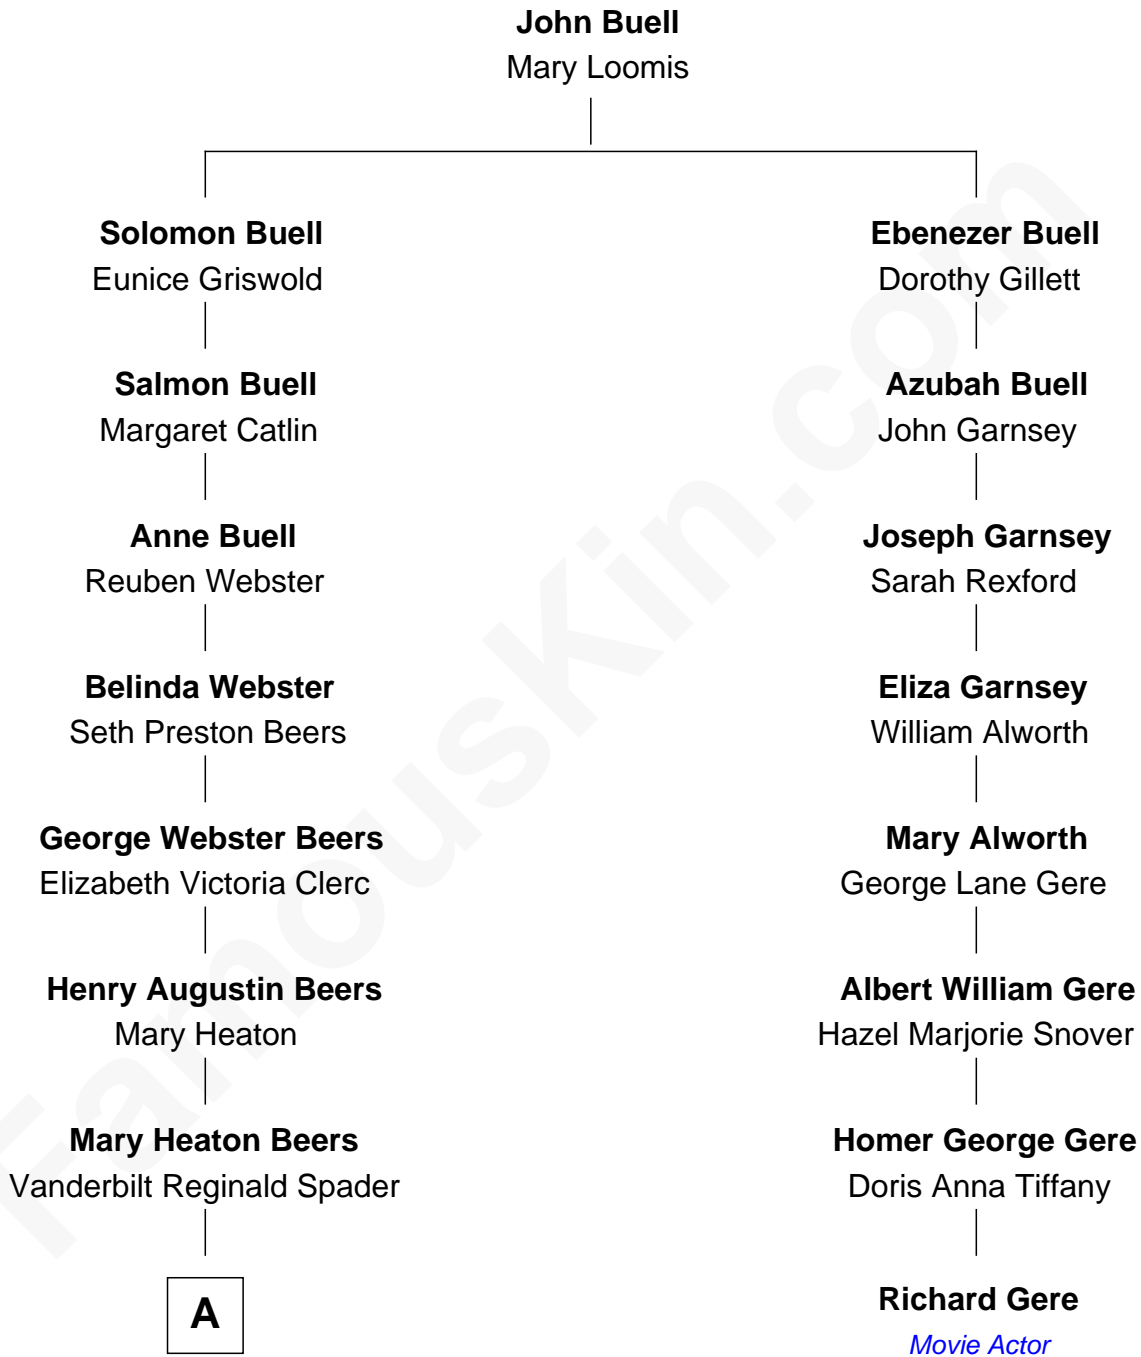 John Buell
Mary Loomis
Solomon Buell
Eunice Griswold
Ebenezer Buell
Dorothy Gillett
Salmon Buell
Margaret Catlin
Azubah Buell
John Garnsey
Anne Buell
Reuben Webster
Joseph Garnsey
Sarah Rexford
Belinda Webster
Seth Preston Beers
Eliza Garnsey
William Alworth
George Webster Beers
Elizabeth Victoria Clerc
Mary Alworth
George Lane Gere
Henry Augustin Beers
Mary Heaton
Albert William Gere
Hazel Marjorie Snover
Mary Heaton Beers
Vanderbilt Reginald Spader
Homer George Gere
Doris Anna Tiffany
A
Richard Gere
Movie Actor
FamousKin.com